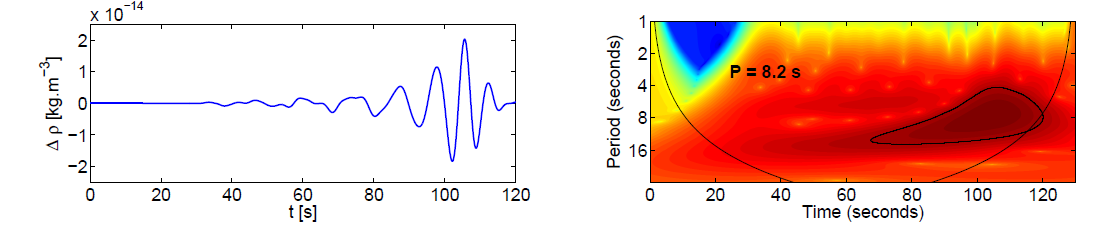 x 10⁻¹⁴
2
1
0
−1
−2
Δ ρ [kg.m⁻³]
0 20 40 60 80 100 120
t [s]
1
2
4
8
16
Period (seconds)
P = 8.2 s
0 20 40 60 80 100 120
Time (seconds)